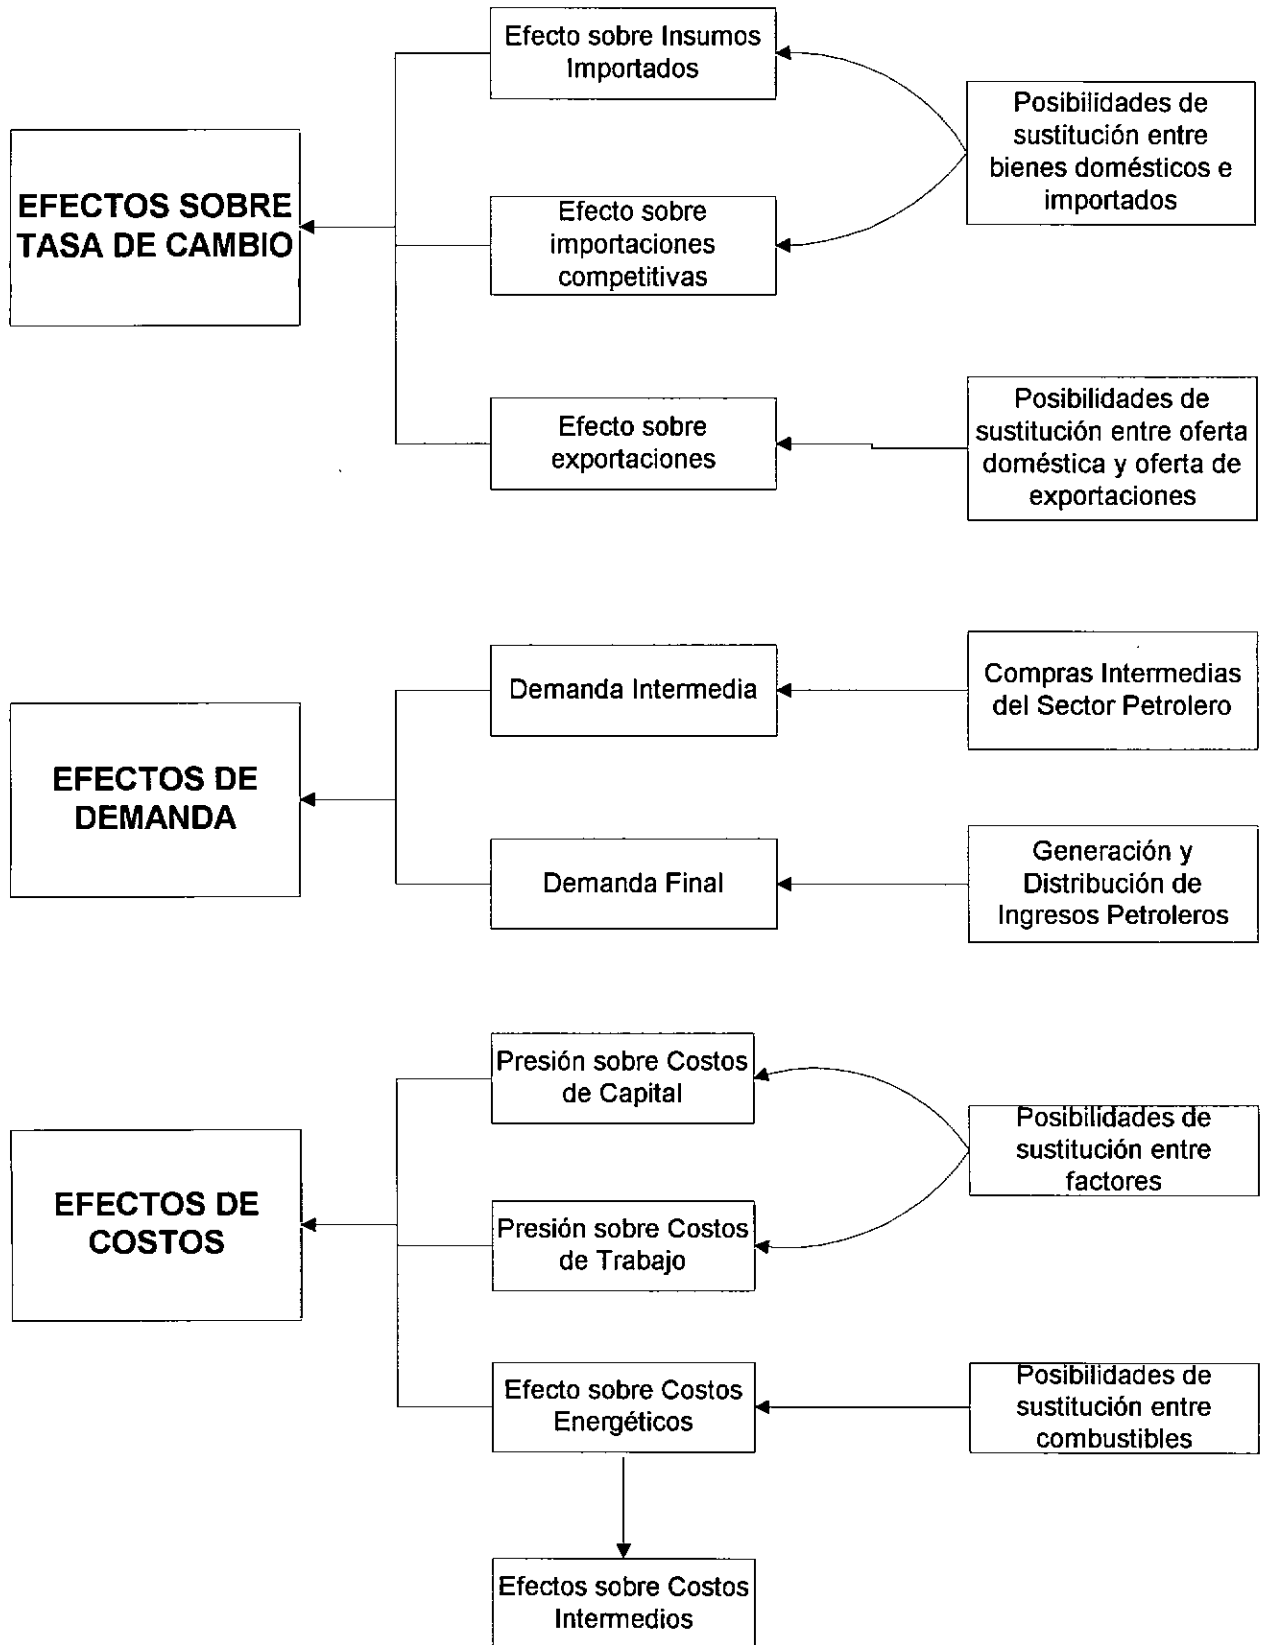 Efecto sobre Insumos
Importados
Posibilidades de
sustitución entre
bienes domésticos e
importados
EFECTOS SOBRE
TASA DE CAMBIO
Efecto sobre
importaciones
competitivas
Efecto sobre
exportaciones
Posibilidades de
sustitución entre oferta
doméstica y oferta de
exportaciones
Demanda Intermedia
Compras Intermedias
del Sector Petrolero
EFECTOS DE
DEMANDA
Demanda Final
Generación y
Distribución de
Ingresos Petroleros
Presión sobre Costos
de Capital
Posibilidades de
sustitución entre
factores
EFECTOS DE
COSTOS
Presión sobre Costos
de Trabajo
Efecto sobre Costos
Energéticos
Posibilidades de
sustitución entre
combustibles
Efectos sobre Costos
Intermedios